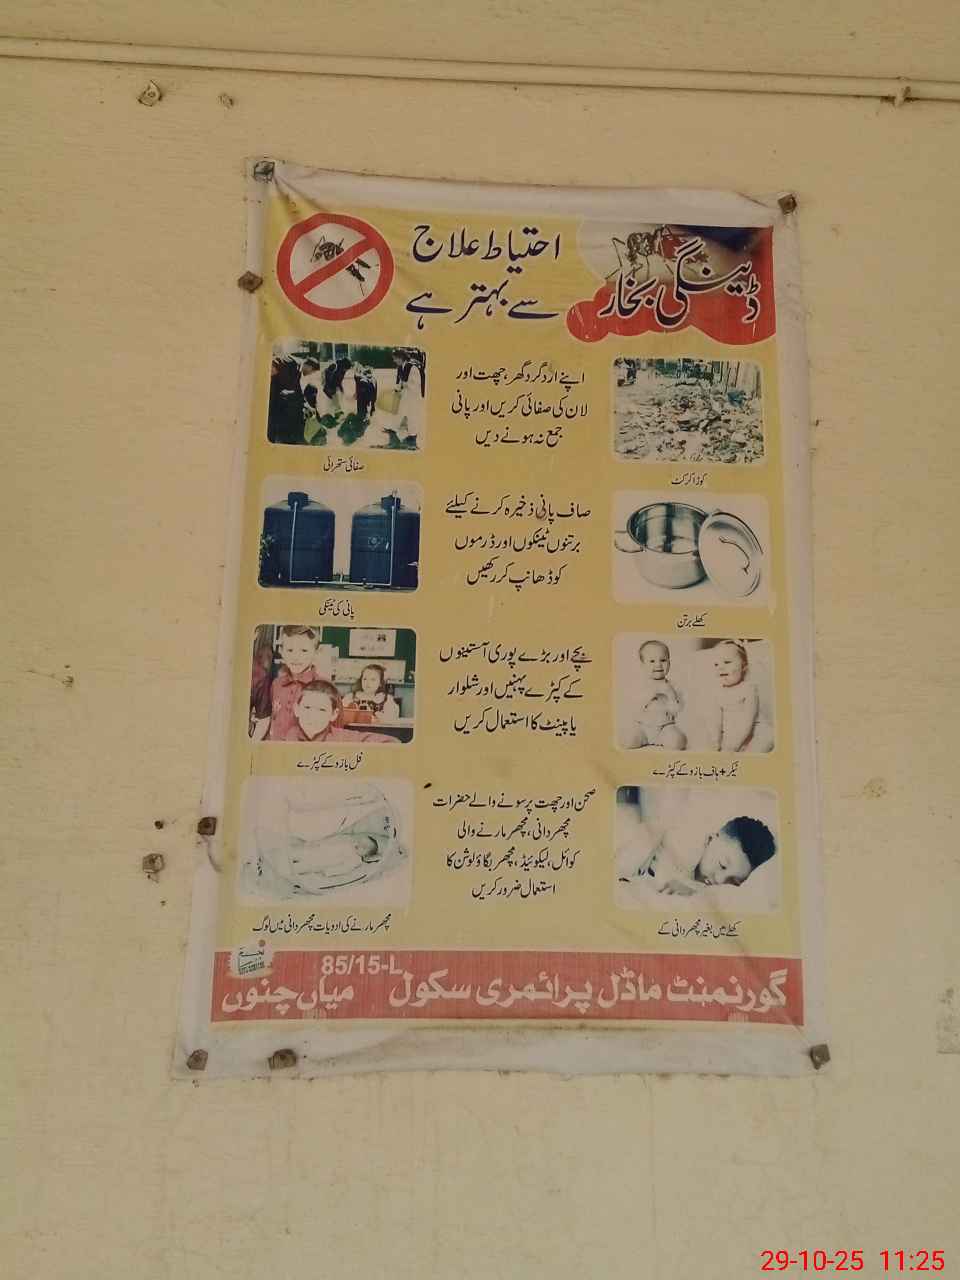 ڈینگی بخار
احتیاط علاج
سے بہتر ہے
اپنے ارد گرد گھر، چھت اور
لان کی صفائی کریں اور پانی
جمع نہ ہونے دیں
کوڑا کرکٹ
صفائی ستھرائی
صاف پانی ذخیرہ کرنے کیلئے
برتنوں ٹینکوں اور ڈرموں
کو ڈھانپ کر رکھیں
کھلے برتن
پانی کی ٹینکی
بچے اور بڑے پوری آستینوں
کے کپڑے پہنیں اور شلوار
یا پینٹ کا استعمال کریں
نیکر+ہاف بازو کے کپڑے
فل بازو کے کپڑے
صحن اور چھت پر سونے والے حضرات
مچھر دانی، مچھر مارنے والی
کوائل، لیکوئیڈ، مچھر بگاؤ لوشن کا
استعمال ضرور کریں
کھلے میں بغیر مچھر دانی کے
مچھر مارنے کی ادویات مچھر دانی میں لوگ
گورنمنٹ ماڈل پرائمری سکول 85/15-L میاں چنوں
29-10-25 11:25